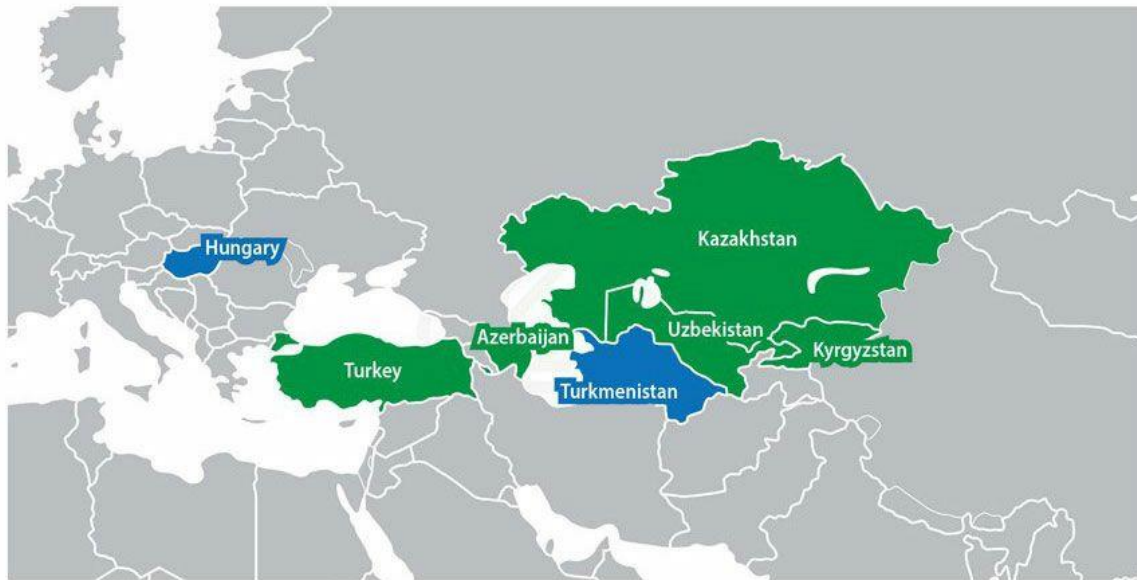 Hungary
Kazakhstan
Uzbekistan
Azerbaijan
Kyrgyzstan
Turkey
Turkmenistan